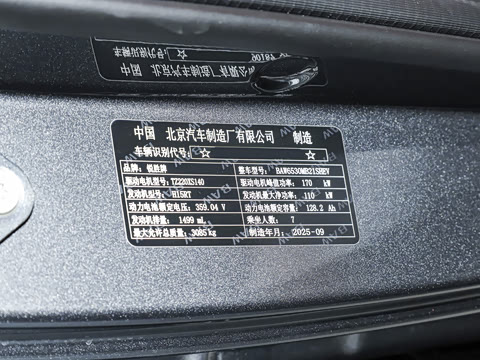 中国 北京汽车制造厂有限公司 制造
车辆识别代号: ☆ ☆
品牌: 锐胜牌 整车型号: BAW6530MB21SHEV
驱动电机型号: TZ220XS140 驱动电机峰值功率: 170 kW
发动机型号: H15RT 发动机最大净功率: 110 kW
动力电池额定电压: 359.04 V 动力电池额定容量: 128.2 Ah
发动机排量: 1499 mL 乘坐人数: 7
最大允许总质量: 3085 kg 制造年月: 2025-09